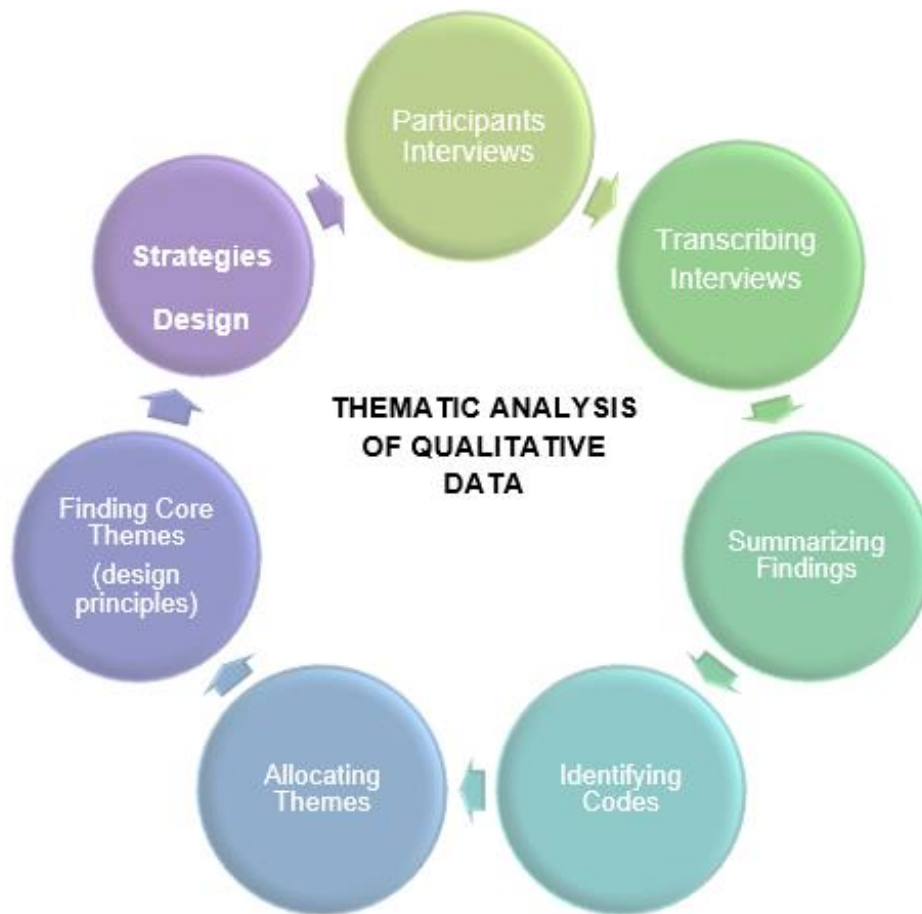 Participants
Interviews
Transcribing
Interviews
Summarizing
Findings
Identifying
Codes
Allocating
Themes
Finding Core
Themes
(design
principles)
Strategies
Design
THEMATIC ANALYSIS
OF QUALITATIVE
DATA